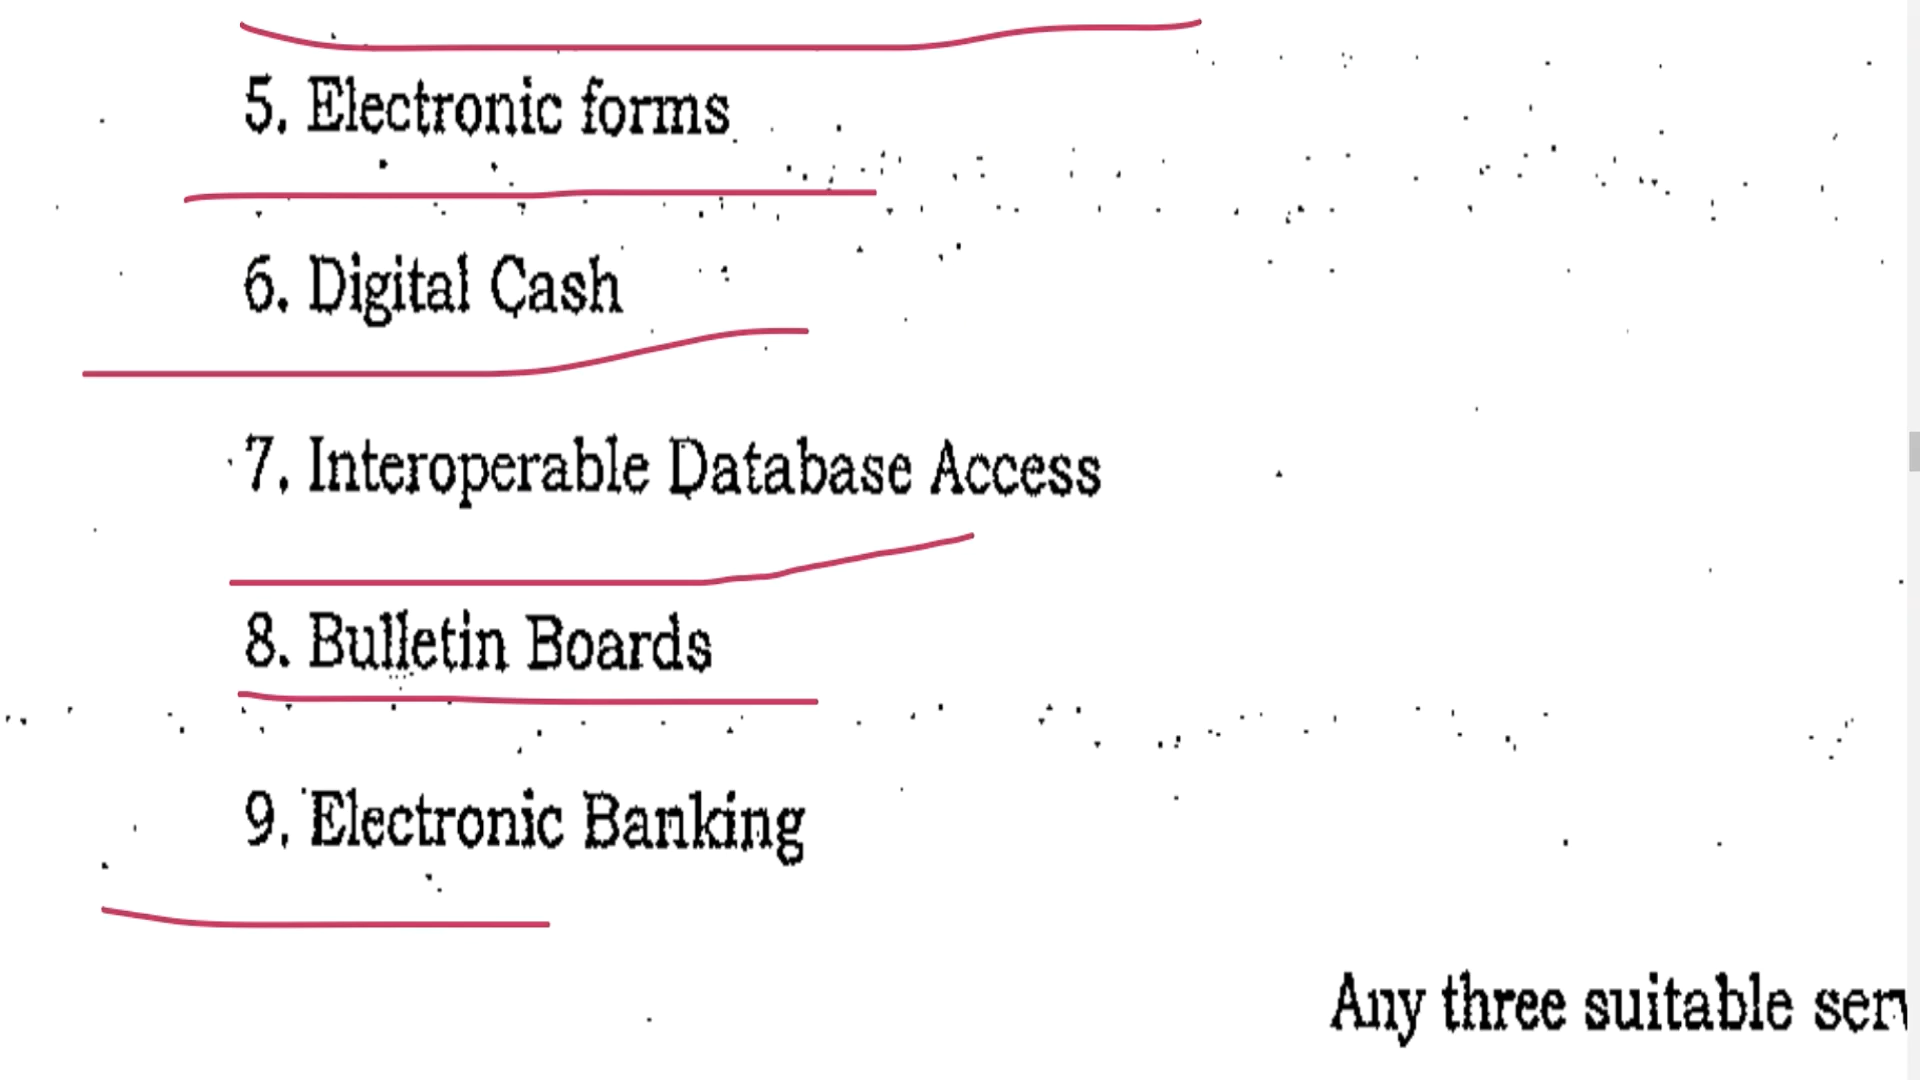 5. Electronic forms
6. Digital Cash
7. Interoperable Database Access
8. Bulletin Boards
9. Electronic Banking
Any three suitable